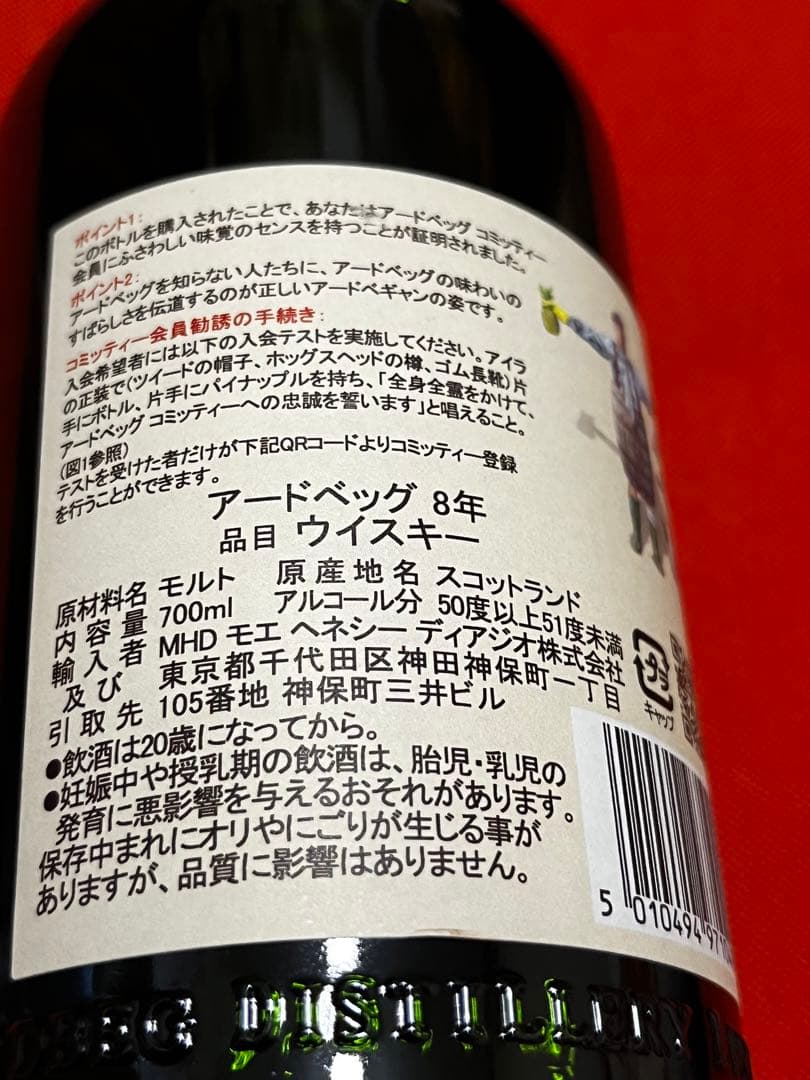 ポイント1:
このボトルを購入されたことで、あなたはアードベッグ コミッティー
会員にふさわしい味覚のセンスを持つことが証明されました。
ポイント2:
アードベッグを知らない人たちに、アードベッグの味わいの
すばらしさを伝道するのが正しいアードベギャンの姿です。
コミッティー会員勧誘の手続き:
入会希望者には以下の入会テストを実施してください。アイラ
の正装で(ツイードの帽子、ホッグスヘッドの樽、ゴム長靴)片
手にボトル、片手にパイナップルを持ち、「全身全霊をかけて、
アードベッグ コミッティーへの忠誠を誓います」と唱えること。
(図1参照)
テストを受けた者だけが下記QRコードよりコミッティー登録
を行うことができます。
アードベッグ 8年
品目 ウイスキー
原材料名 モルト 原産地名 スコットランド
内容量 700ml アルコール分 50度以上51度未満
輸入者 MHD モエ ヘネシー ディアジオ株式会社
及び 東京都千代田区神田神保町一丁目
引取先 105番地 神保町三井ビル
●飲酒は20歳になってから。
●妊娠中や授乳期の飲酒は、胎児・乳児の
発育に悪影響を与えるおそれがあります。
保存中まれにオリやにごりが生じる事が
ありますが、品質に影響はありません。
プラ
キャップ
5 010494 971
BEG DISTILLERY